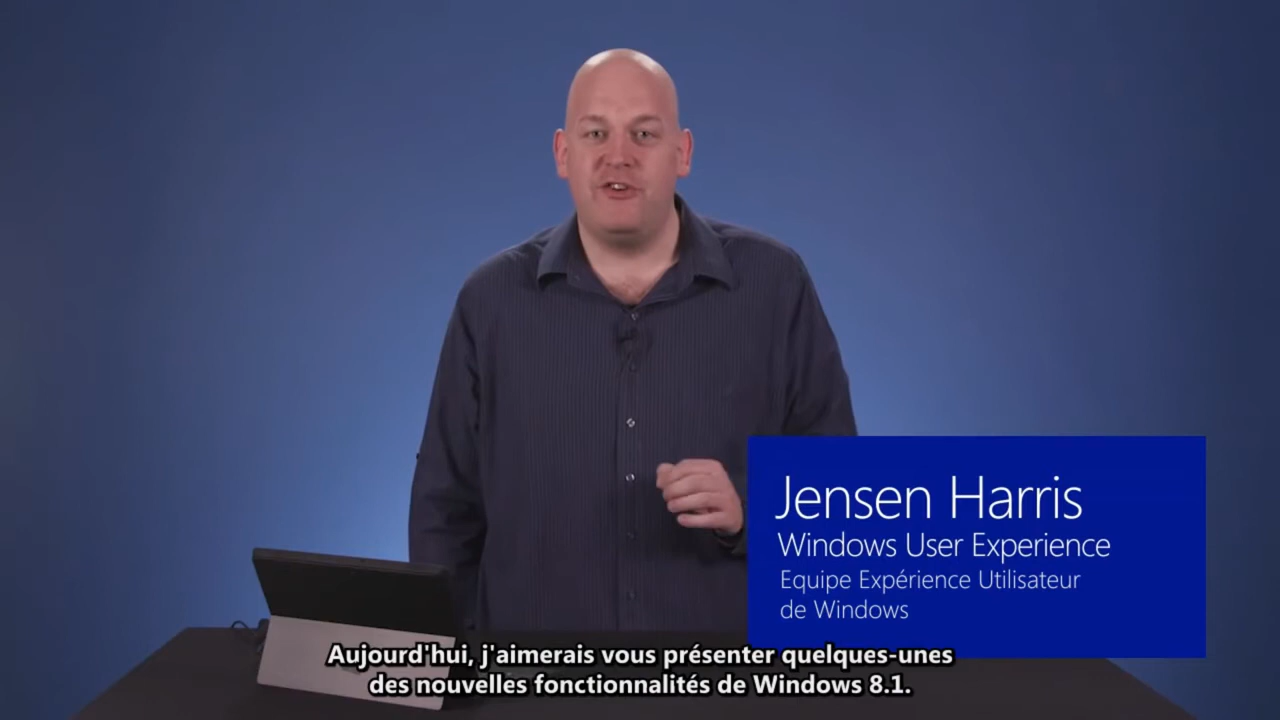 Jensen Harris
Windows User Experience
Equipe Expérience Utilisateur
de Windows
Aujourd'hui, j'aimerais vous présenter quelques-unes
des nouvelles fonctionnalités de Windows 8.1.